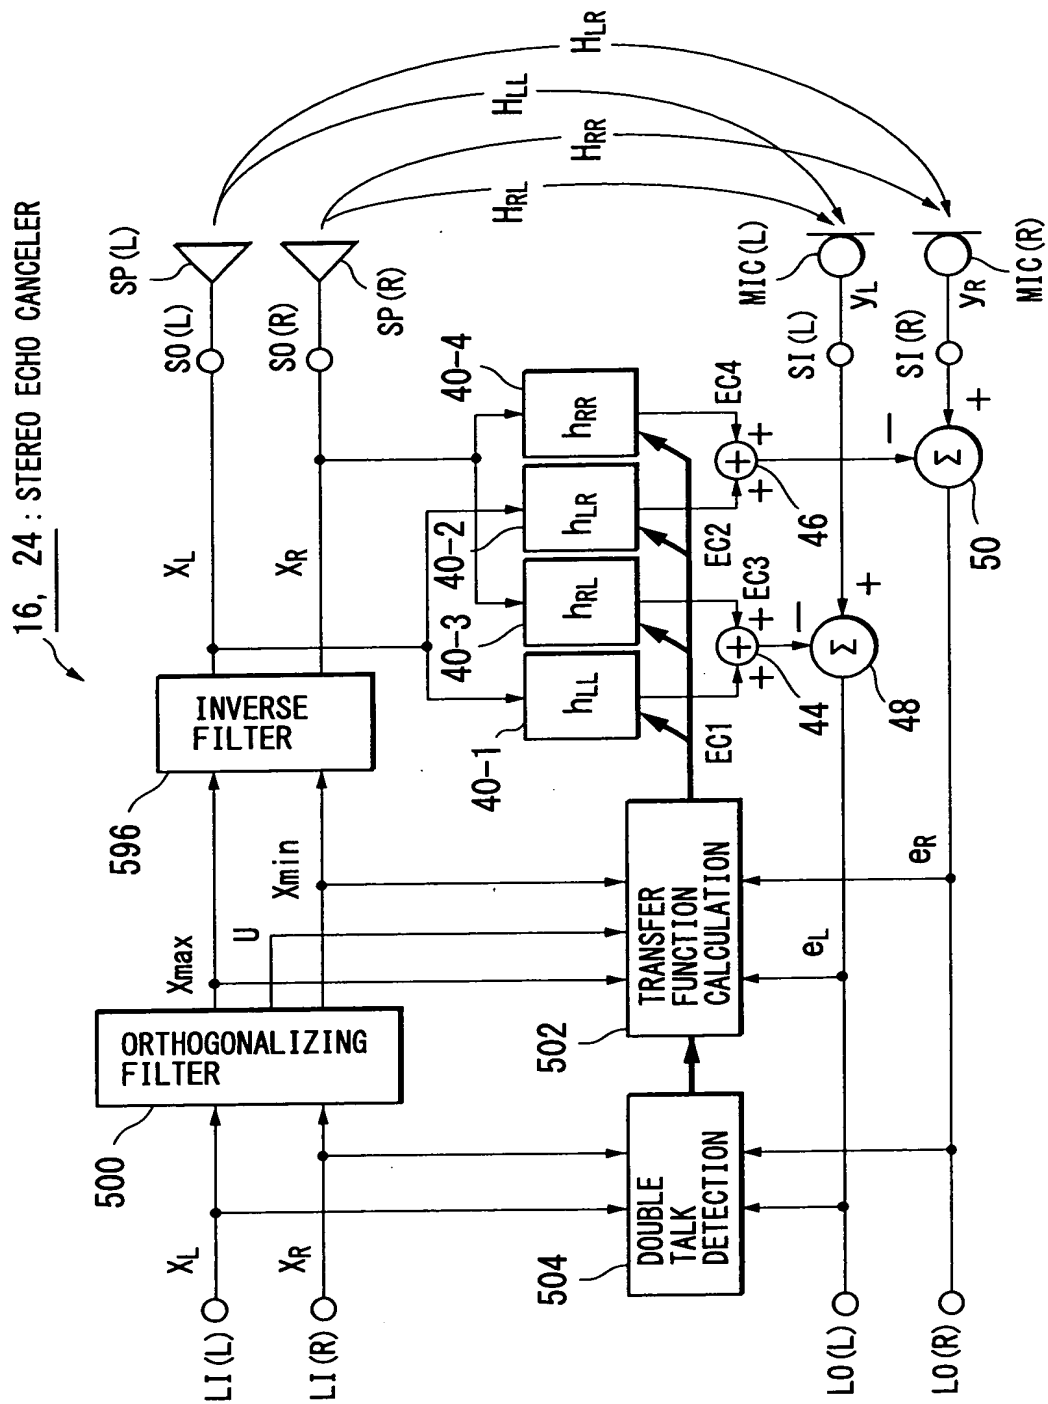 16, 24 : STEREO ECHO CANCELER
LI(L)
XL
LI(R)
XR
500
ORTHOGONALIZING
FILTER
Xmax
U
Xmin
596
INVERSE
FILTER
XL
XR
SO(L)
SO(R)
SP(L)
SP(R)
HLR
HLL
HRR
HRL
504
DOUBLE
TALK
DETECTION
502
TRANSFER
FUNCTION
CALCULATION
40-1
hLL
40-3
hRL
40-2
hLR
40-4
hRR
EC1
EC3
EC2
EC4
+
+
+
44
+
+
+
46
−
−
Σ
48
+
Σ
50
+
SI(L)
SI(R)
yL
yR
MIC(L)
MIC(R)
eL
eR
LO(L)
LO(R)